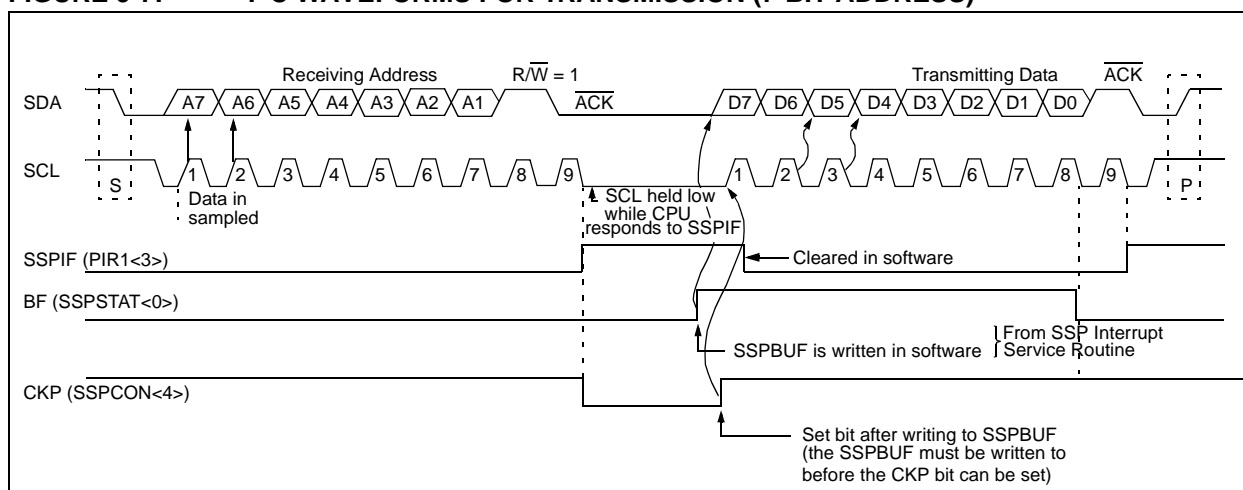 Receiving Address R/W = 1 Transmitting Data ACK
SDA A7 A6 A5 A4 A3 A2 A1 ACK D7 D6 D5 D4 D3 D2 D1 D0
SCL S 1 2 3 4 5 6 7 8 9 1 2 3 4 5 6 7 8 9 P
Data in
sampled
SCL held low
while CPU
responds to SSPIF
SSPIF (PIR1<3>)
Cleared in software
BF (SSPSTAT<0>)
SSPBUF is written in software
From SSP Interrupt
Service Routine
CKP (SSPCON<4>)
Set bit after writing to SSPBUF
(the SSPBUF must be written to
before the CKP bit can be set)